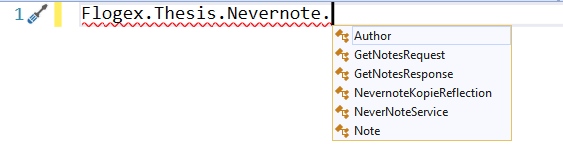 1 Flogex.Thesis.Nevernote.
Author
GetNotesRequest
GetNotesResponse
NevernoteKopieReflection
NeverNoteService
Note